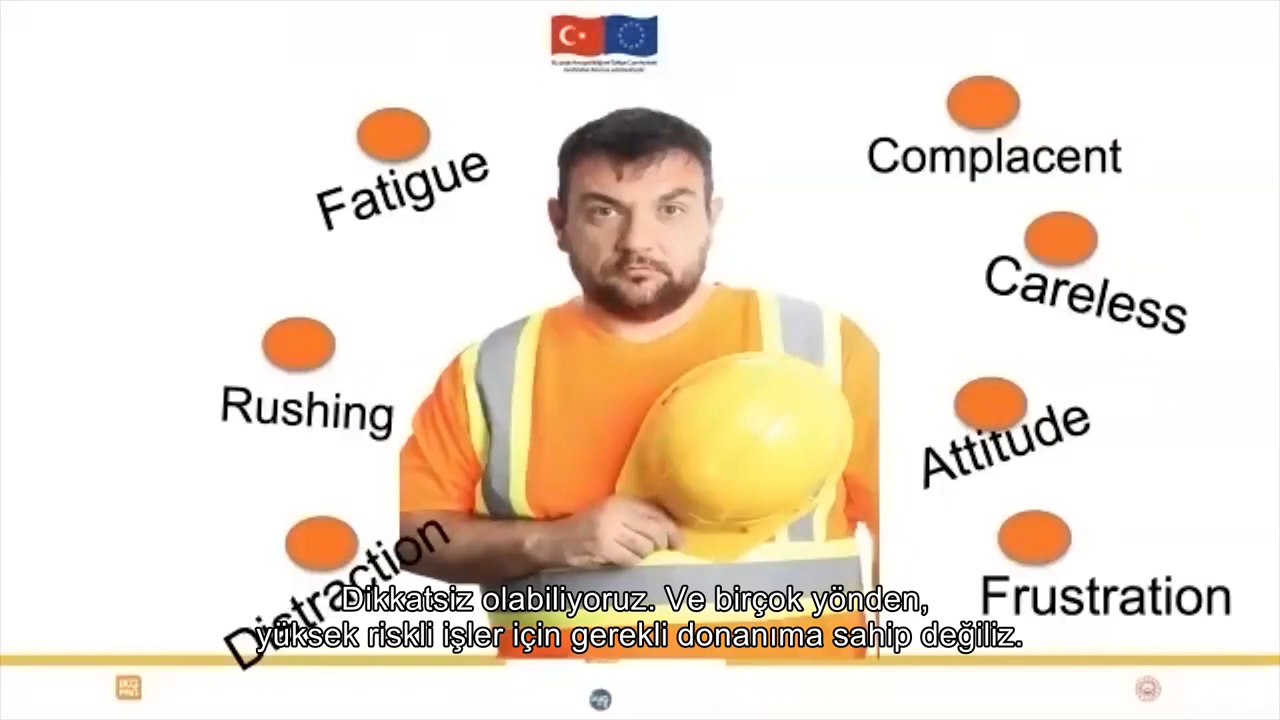 Fatigue
Complacent
Careless
Rushing
Attitude
Distraction
Frustration
Dikkatsiz olabiliyoruz. Ve birçok yönden,
yüksek riskli işler için gerekli donanıma sahip değiliz.